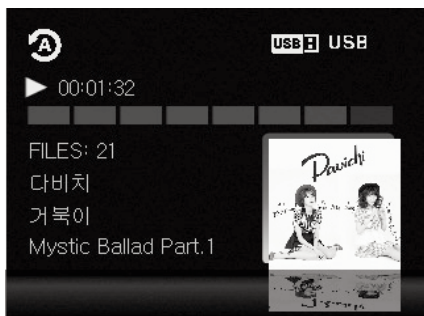 A
USB USB
00:01:32
FILES: 21
다비치
거북이
Mystic Ballad Part.1
Davichi